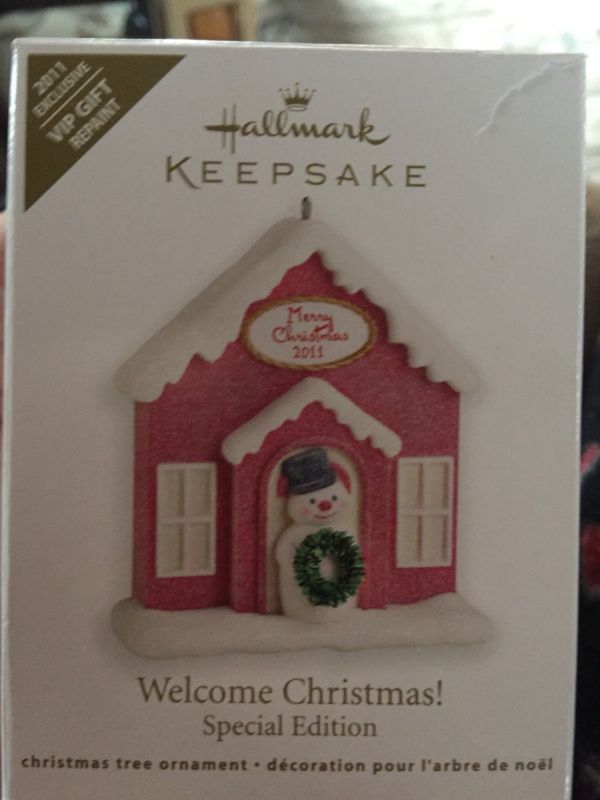 2011
EXCLUSIVE
VIP GIFT
REPAINT
Hallmark
KEEPSAKE
Merry
Christmas
2011
Welcome Christmas!
Special Edition
christmas tree ornament • décoration pour l'arbre de noël